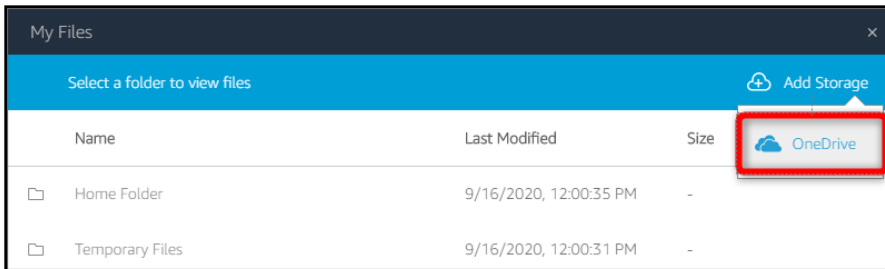 My Files ×
Select a folder to view files Add Storage
Name Last Modified Size OneDrive
Home Folder 9/16/2020, 12:00:35 PM -
Temporary Files 9/16/2020, 12:00:31 PM -